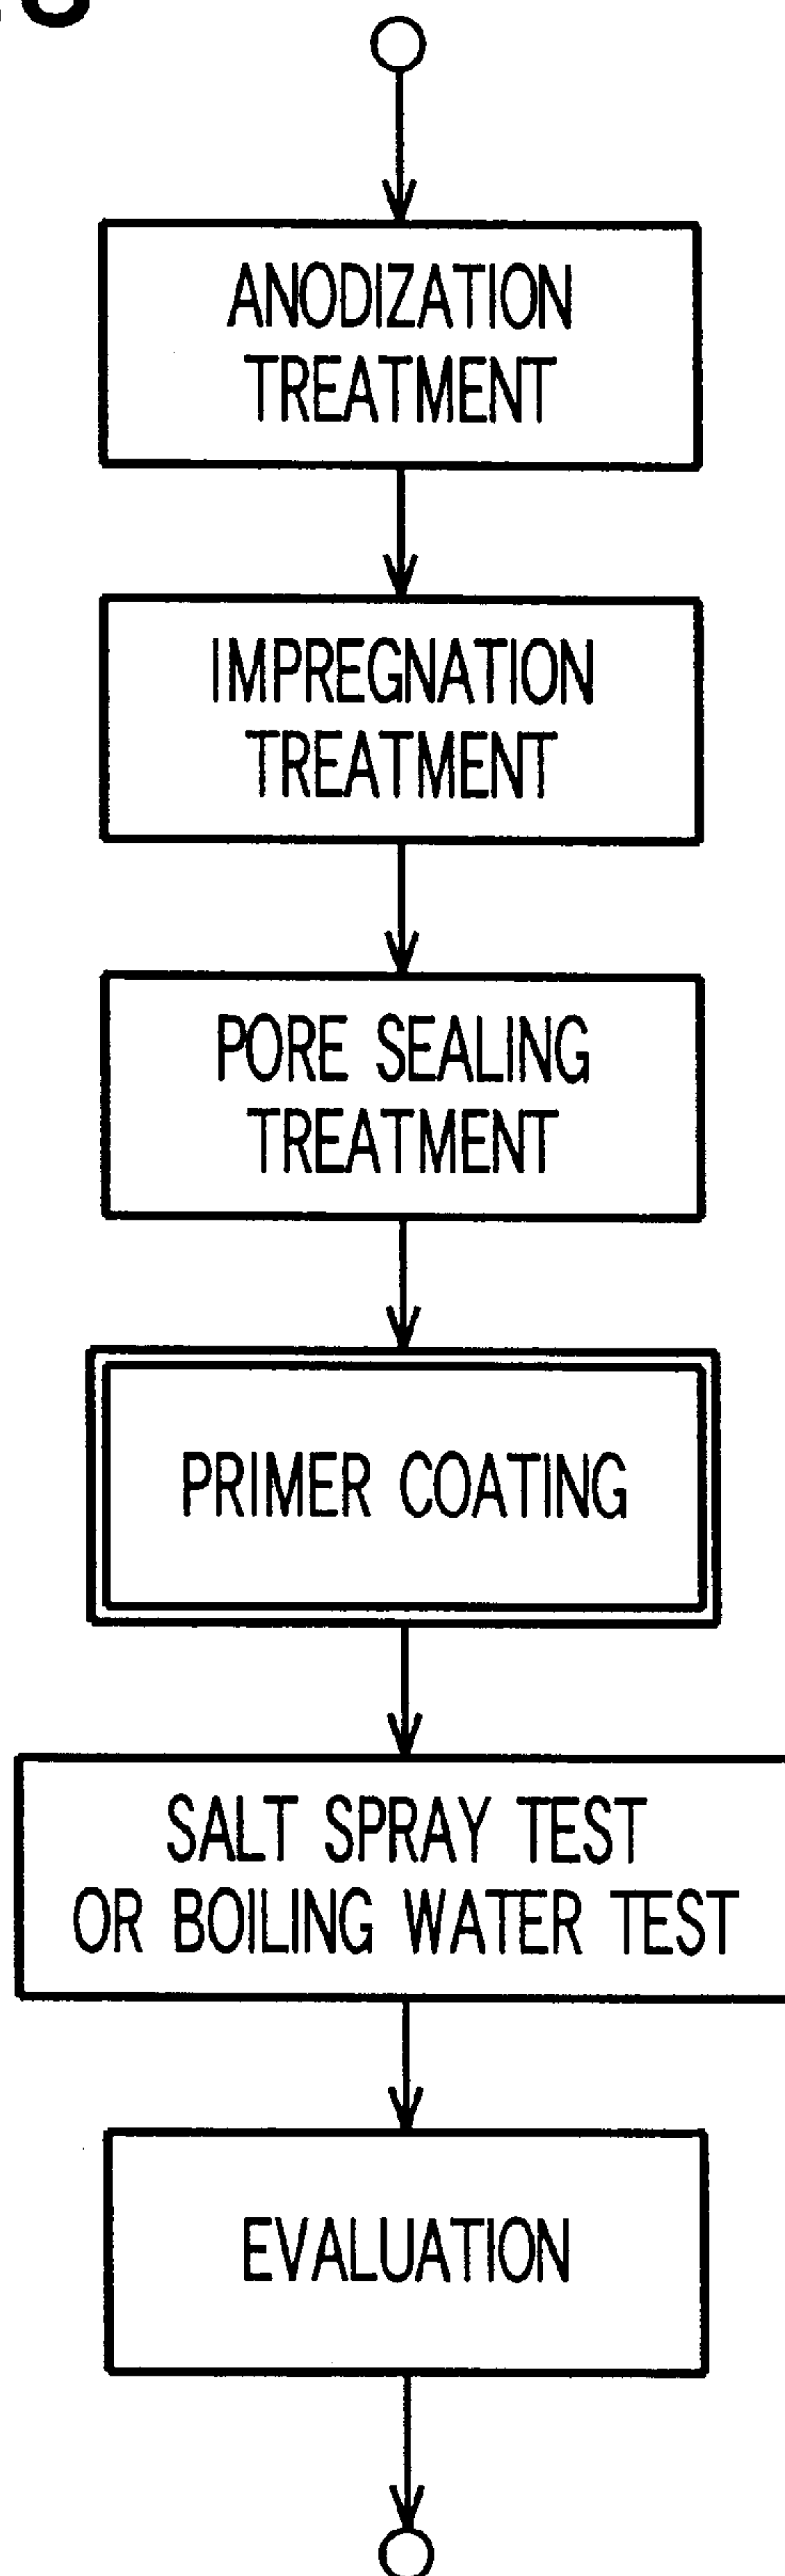 ANODIZATION
TREATMENT
IMPREGNATION
TREATMENT
PORE SEALING
TREATMENT
PRIMER COATING
SALT SPRAY TEST
OR BOILING WATER TEST
EVALUATION